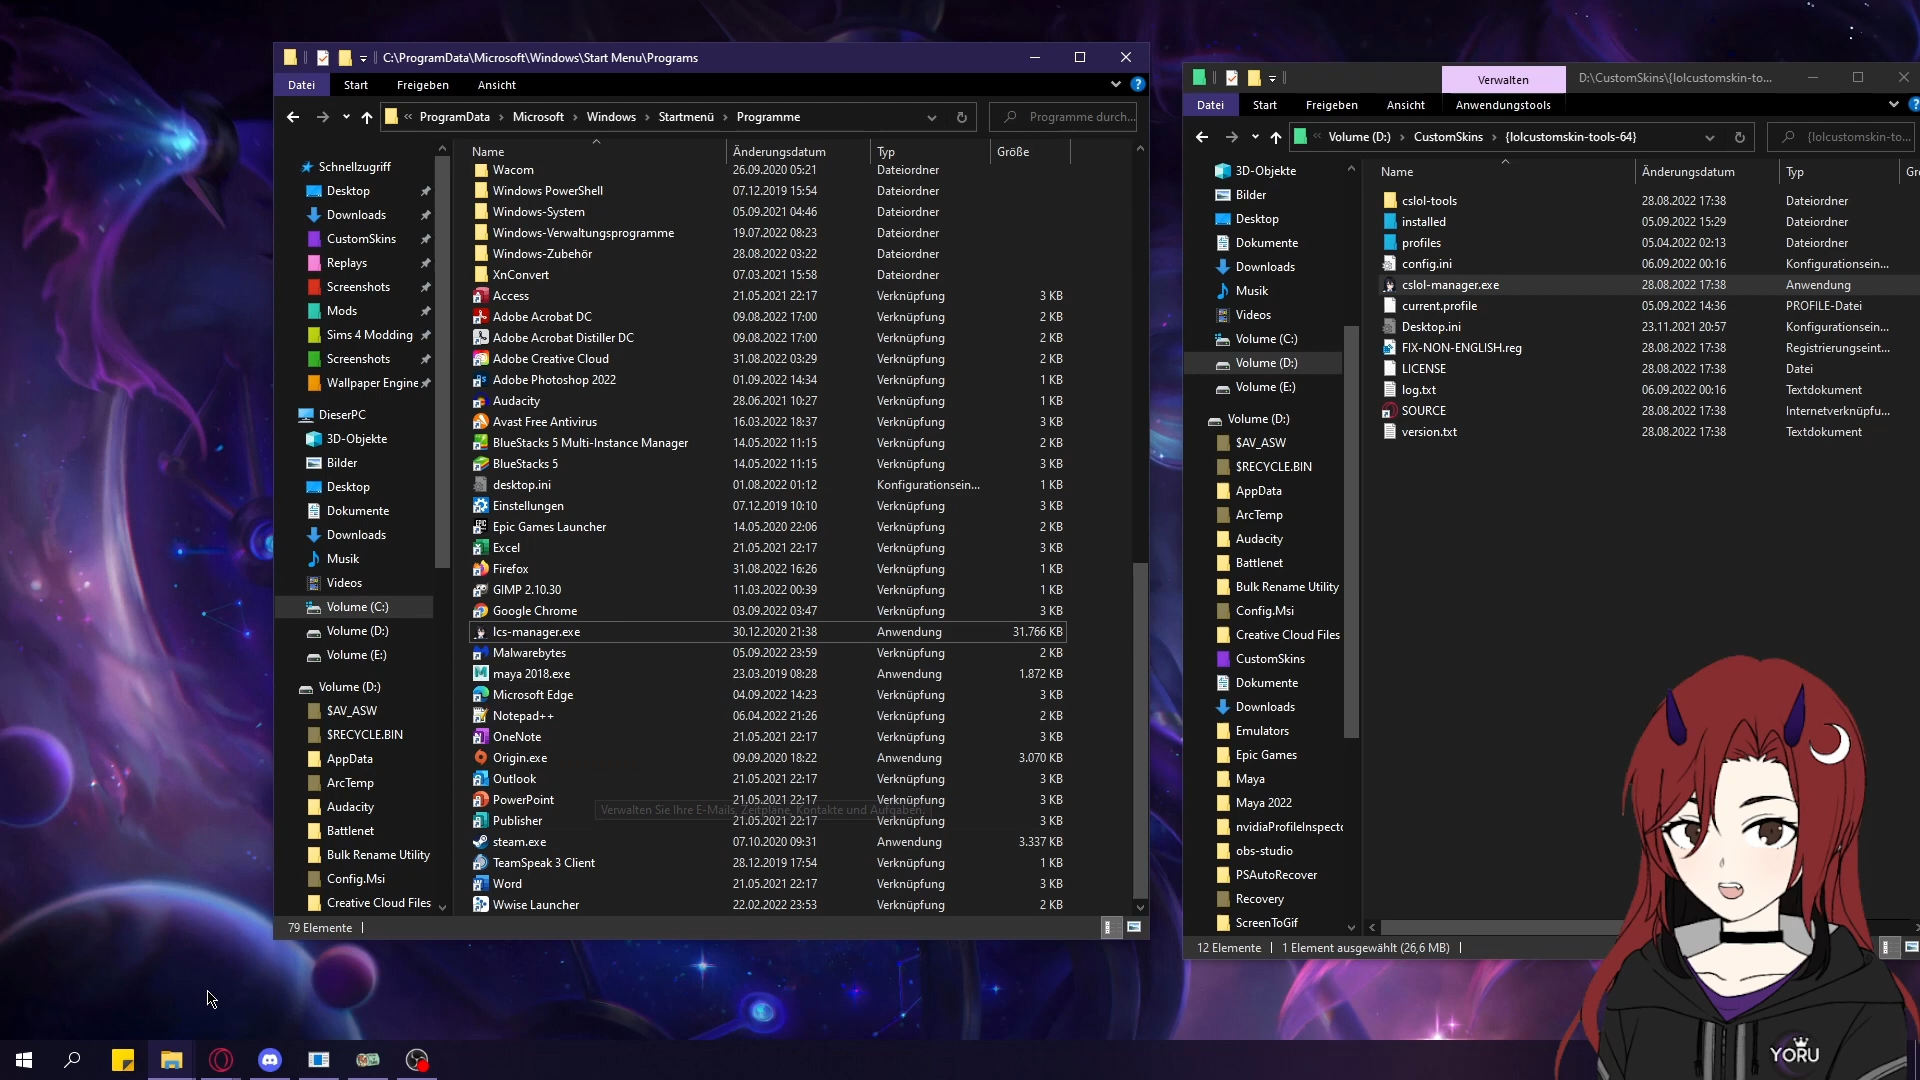 C:\ProgramData\Microsoft\Windows\Start Menu\Programs
Datei Start Freigeben Ansicht
ProgramData Microsoft Windows Startmenü Programme
Programme durch...
Schnellzugriff
Desktop
Downloads
CustomSkins
Replays
Screenshots
Mods
Sims 4 Modding
Screenshots
Wallpaper Engine
DieserPC
3D-Objekte
Bilder
Desktop
Dokumente
Downloads
Musik
Videos
Volume (C:)
Volume (D:)
Volume (E:)
Volume (D:)
$AV_ASW
$RECYCLE.BIN
AppData
ArcTemp
Audacity
Battlenet
Bulk Rename Utility
Config.Msi
Creative Cloud Files
Name Änderungsdatum Typ Größe
Wacom 26.09.2020 05:21 Dateiordner
Windows PowerShell 07.12.2019 15:54 Dateiordner
Windows-System 05.09.2021 04:46 Dateiordner
Windows-Verwaltungsprogramme 19.07.2022 08:23 Dateiordner
Windows-Zubehör 28.08.2022 03:22 Dateiordner
XnConvert 07.03.2021 15:58 Dateiordner
Access 21.05.2021 22:17 Verknüpfung 3 KB
Adobe Acrobat DC 09.08.2022 17:00 Verknüpfung 2 KB
Adobe Acrobat Distiller DC 09.08.2022 17:00 Verknüpfung 2 KB
Adobe Creative Cloud 31.08.2022 03:29 Verknüpfung 2 KB
Adobe Photoshop 2022 01.09.2022 14:34 Verknüpfung 1 KB
Audacity 28.06.2021 10:27 Verknüpfung 1 KB
Avast Free Antivirus 16.03.2022 18:37 Verknüpfung 3 KB
BlueStacks 5 Multi-Instance Manager 14.05.2022 11:15 Verknüpfung 2 KB
BlueStacks 5 14.05.2022 11:15 Verknüpfung 3 KB
desktop.ini 01.08.2022 01:12 Konfigurationsein... 1 KB
Einstellungen 07.12.2019 10:10 Verknüpfung 3 KB
Epic Games Launcher 14.05.2020 22:06 Verknüpfung 2 KB
Excel 21.05.2021 22:17 Verknüpfung 3 KB
Firefox 31.08.2022 16:26 Verknüpfung 1 KB
GIMP 2.10.30 11.03.2022 00:39 Verknüpfung 1 KB
Google Chrome 03.09.2022 03:47 Verknüpfung 3 KB
lcs-manager.exe 30.12.2020 21:38 Anwendung 31.766 KB
Malwarebytes 05.09.2022 23:59 Verknüpfung 2 KB
maya 2018.exe 23.03.2019 08:28 Anwendung 1.872 KB
Microsoft Edge 04.09.2022 14:23 Verknüpfung 3 KB
Notepad++ 06.04.2022 21:26 Verknüpfung 2 KB
OneNote 21.05.2021 22:17 Verknüpfung 3 KB
Origin.exe 09.09.2020 18:22 Anwendung 3.070 KB
Outlook 21.05.2021 22:17 Verknüpfung 3 KB
PowerPoint 21.05.2021 22:17 Verknüpfung 3 KB
Verwalten Sie Ihre E-Mails, Zeitpläne, Kontakte und Aufgaben.
Publisher 21.05.2021 22:17 Verknüpfung 3 KB
steam.exe 07.10.2020 09:31 Anwendung 3.337 KB
TeamSpeak 3 Client 28.12.2019 17:54 Verknüpfung 1 KB
Word 21.05.2021 22:17 Verknüpfung 3 KB
Wwise Launcher 22.02.2022 23:53 Verknüpfung 2 KB
79 Elemente
Verwalten D:\CustomSkins\{lolcustomskin-to...
Datei Start Freigeben Ansicht Anwendungstools
Volume (D:) CustomSkins {lolcustomskin-tools-64}
{lolcustomskin-to...
3D-Objekte
Bilder
Desktop
Dokumente
Downloads
Musik
Videos
Volume (C:)
Volume (D:)
Volume (E:)
Volume (D:)
$AV_ASW
$RECYCLE.BIN
AppData
ArcTemp
Audacity
Battlenet
Bulk Rename Utility
Config.Msi
Creative Cloud Files
CustomSkins
Dokumente
Downloads
Emulators
Epic Games
Maya
Maya 2022
nvidiaProfileInspecto
obs-studio
PSAutoRecover
Recovery
ScreenToGif
Name Änderungsdatum Typ Gr
cslol-tools 28.08.2022 17:38 Dateiordner
installed 05.09.2022 15:29 Dateiordner
profiles 05.04.2022 02:13 Dateiordner
config.ini 06.09.2022 00:16 Konfigurationsein...
cslol-manager.exe 28.08.2022 17:38 Anwendung
current.profile 05.09.2022 14:36 PROFILE-Datei
Desktop.ini 23.11.2021 20:57 Konfigurationsein...
FIX-NON-ENGLISH.reg 28.08.2022 17:38 Registrierungseint...
LICENSE 28.08.2022 17:38 Datei
log.txt 06.09.2022 00:16 Textdokument
SOURCE 28.08.2022 17:38 Internetverknüpfu...
version.txt 28.08.2022 17:38 Textdokument
12 Elemente 1 Element ausgewählt (26,6 MB)
YORU